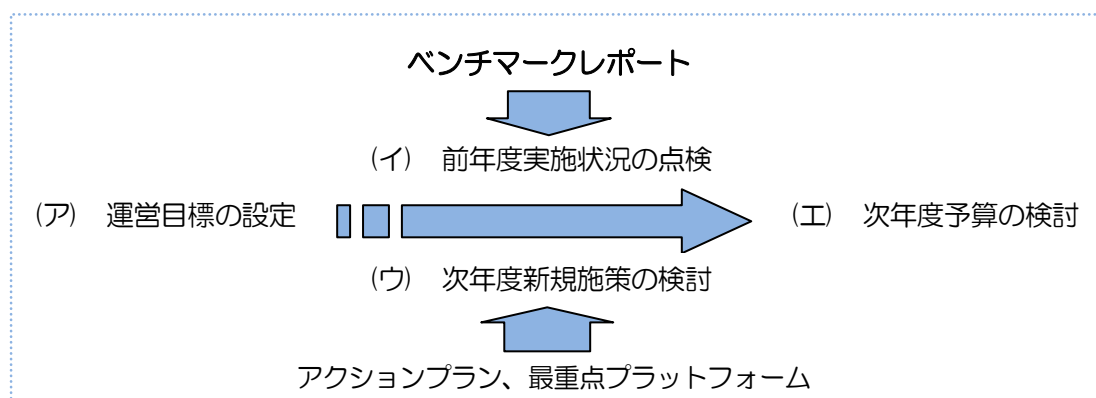 ベンチマークレポート
(イ) 前年度実施状況の点検
(ア) 運営目標の設定
(エ) 次年度予算の検討
(ウ) 次年度新規施策の検討
アクションプラン、最重点プラットフォーム